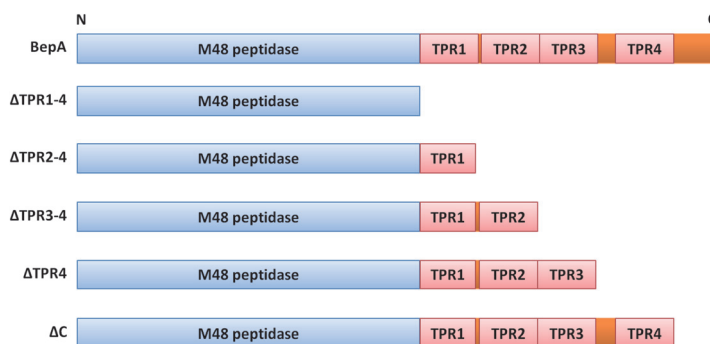 N
BepA M48 peptidase TPR1 TPR2 TPR3 TPR4
ΔTPR1-4 M48 peptidase
ΔTPR2-4 M48 peptidase TPR1
ΔTPR3-4 M48 peptidase TPR1 TPR2
ΔTPR4 M48 peptidase TPR1 TPR2 TPR3
ΔC M48 peptidase TPR1 TPR2 TPR3 TPR4